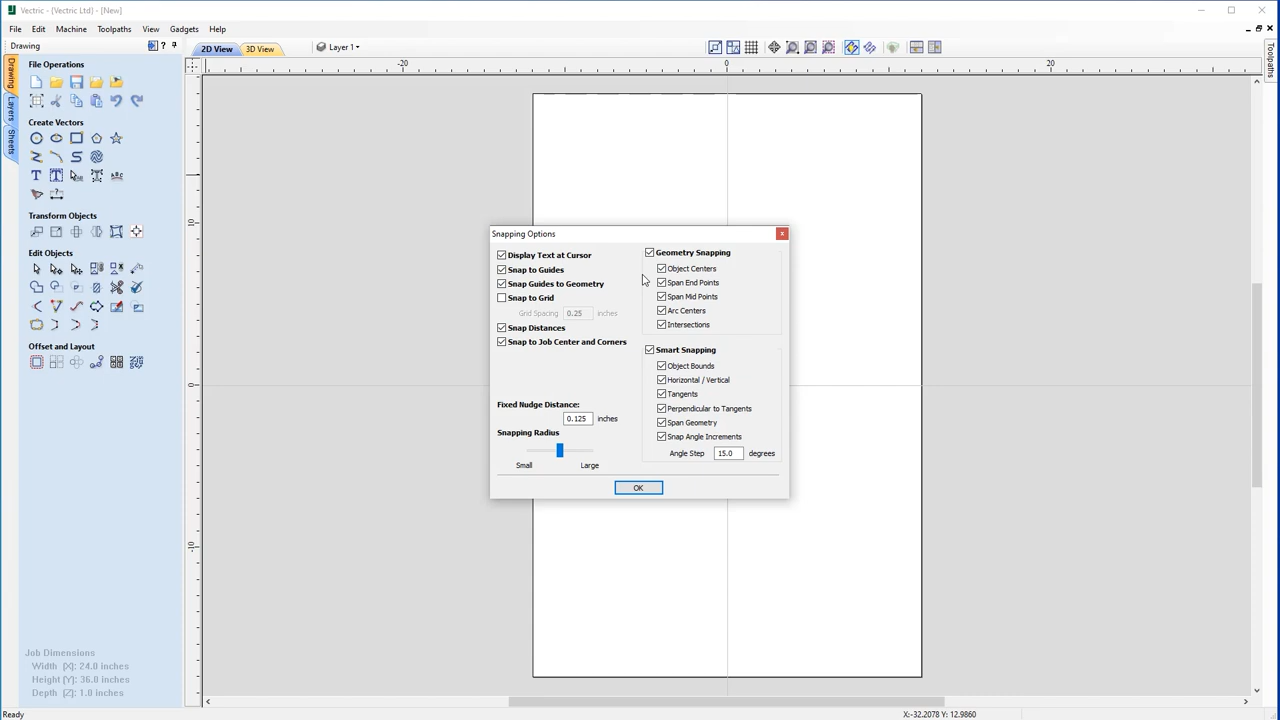 Vectric - [Vectric Ltd] - [New]
File Edit Machine Toolpaths View Gadgets Help
Drawing
2D View
3D View
Layer 1
Drawing
Layers
Sheets
Toolpaths
File Operations
Create Vectors
Transform Objects
Edit Objects
Offset and Layout
-20
0
20
10
0
-10
Snapping Options
Display Text at Cursor
Snap to Guides
Snap Guides to Geometry
Snap to Grid
Grid Spacing 0.25 inches
Snap Distances
Snap to Job Center and Corners
Fixed Nudge Distance:
0.125 inches
Snapping Radius
Small Large
Geometry Snapping
Object Centers
Span End Points
Span Mid Points
Arc Centers
Intersections
Smart Snapping
Object Bounds
Horizontal / Vertical
Tangents
Perpendicular to Tangents
Span Geometry
Snap Angle Increments
Angle Step 15.0 degrees
OK
Job Dimensions
Width [X]: 24.0 inches
Height [Y]: 36.0 inches
Depth [Z]: 1.0 inches
Ready
X:-32.2078 Y: 12.9860